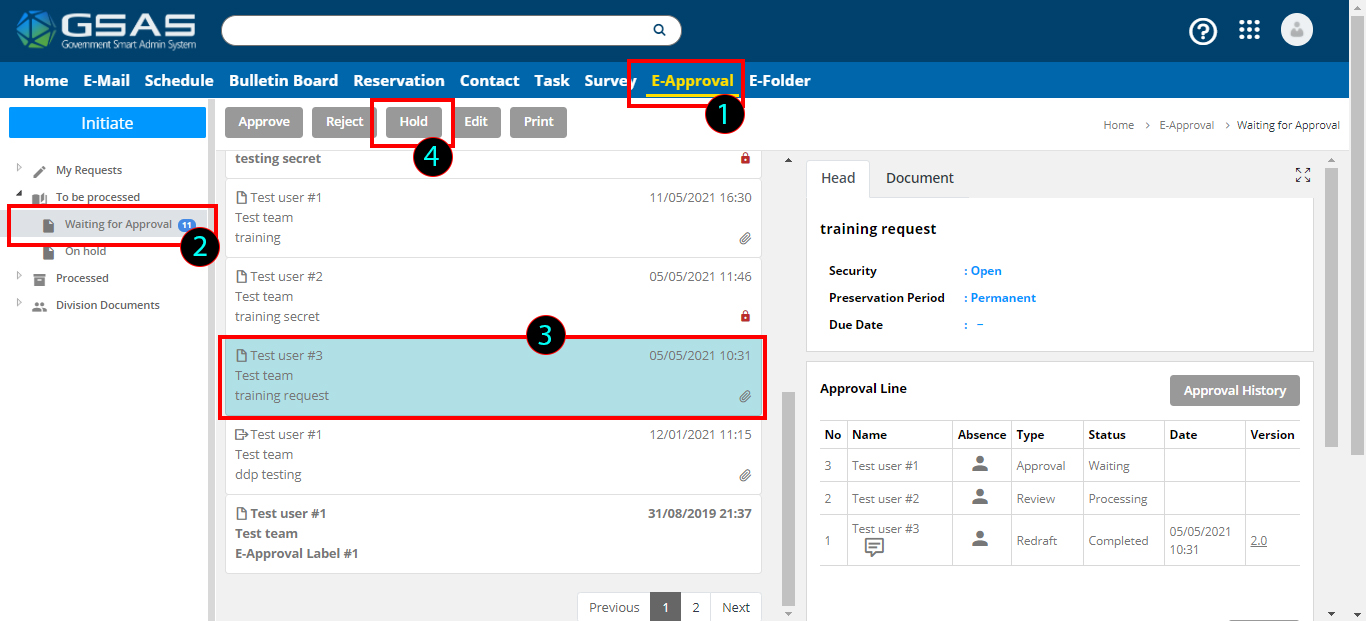 GSAS
Government Smart Admin System
Home E-Mail Schedule Bulletin Board Reservation Contact Task Survey E-Approval E-Folder
1
Initiate
Approve Reject Hold Edit Print
4
Home > E-Approval > Waiting for Approval
My Requests
To be processed
Waiting for Approval 11
2
On hold
Processed
Division Documents
testing secret
Test user #1 11/05/2021 16:30
Test team
training
Test user #2 05/05/2021 11:46
Test team
training secret
3
Test user #3 05/05/2021 10:31
Test team
training request
Test user #1 12/01/2021 11:15
Test team
ddp testing
Test user #1 31/08/2019 21:37
Test team
E-Approval Label #1
Previous 1 2 Next
Head Document
training request
Security : Open
Preservation Period : Permanent
Due Date : –
Approval Line Approval History
No Name Absence Type Status Date Version
3 Test user #1 Approval Waiting
2 Test user #2 Review Processing
1 Test user #3 Redraft Completed 05/05/2021 10:31 2.0